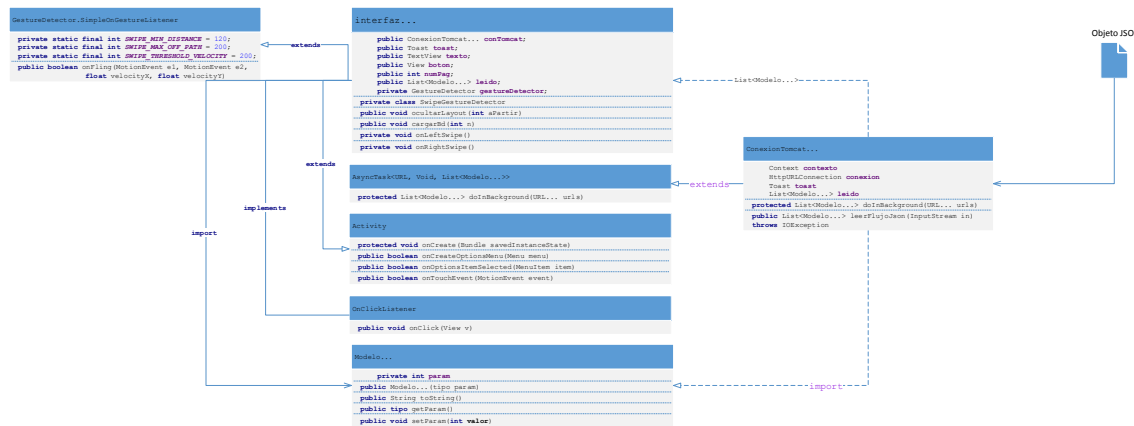 GestureDetector.SimpleOnGestureListener
private static final int SWIPE_MIN_DISTANCE = 120;
private static final int SWIPE_MAX_OFF_PATH = 200;
private static final int SWIPE_THRESHOLD_VELOCITY = 200;
public boolean onFling(MotionEvent e1, MotionEvent e2,
float velocityX, float velocityY)
extends
interfaz...
public ConexionTomcat... conTomcat;
public Toast toast;
public TextView texto;
public View boton;
public int numPag;
public List<Modelo...> leido;
private GestureDetector gestureDetector;
private class SwipeGestureDetector
public void ocultarLayout(int aPartir)
public void cargarBd(int n)
private void onLeftSwipe()
private void onRightSwipe()
List<Modelo...>
Objeto JSO
ConexionTomcat...
Context contexto
HttpURLConnection conexion
Toast toast
List<Modelo...> leido
protected List<Modelo...> doInBackground(URL... urls)
public List<Modelo...> leerFlujoJson(InputStream in)
throws IOException
extends
AsyncTask<URL, Void, List<Modelo...>>
protected List<Modelo...> doInBackground(URL... urls)
extends
implements
import
Activity
protected void onCreate(Bundle savedInstanceState)
public boolean onCreateOptionsMenu(Menu menu)
public boolean onOptionsItemSelected(MenuItem item)
public boolean onTouchEvent(MotionEvent event)
OnClickListener
public void onClick(View v)
Modelo...
private int param
public Modelo...(tipo param)
public String toString()
public tipo getParam()
public void setParam(int valor)
import